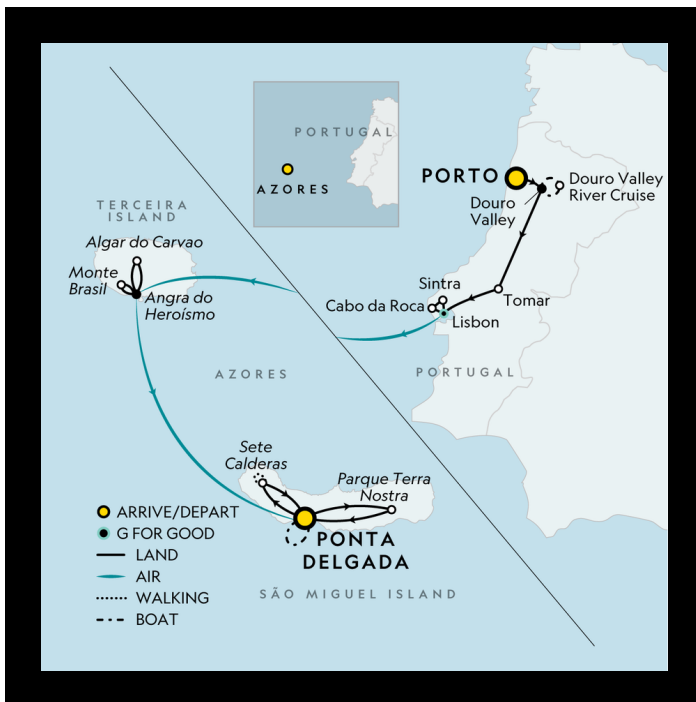 PORTUGAL
AZORES
PORTO
Douro Valley
River Cruise
Douro
Valley
TERCEIRA
ISLAND
Algar do Carvao
Monte
Brasil
Angra do
Heroísmo
Sintra
Cabo da Roca
Tomar
Lisbon
AZORES
PORTUGAL
Sete
Calderas
Parque Terra
Nostra
PONTA
DELGADA
SÃO MIGUEL ISLAND
ARRIVE/DEPART
G FOR GOOD
LAND
AIR
WALKING
BOAT